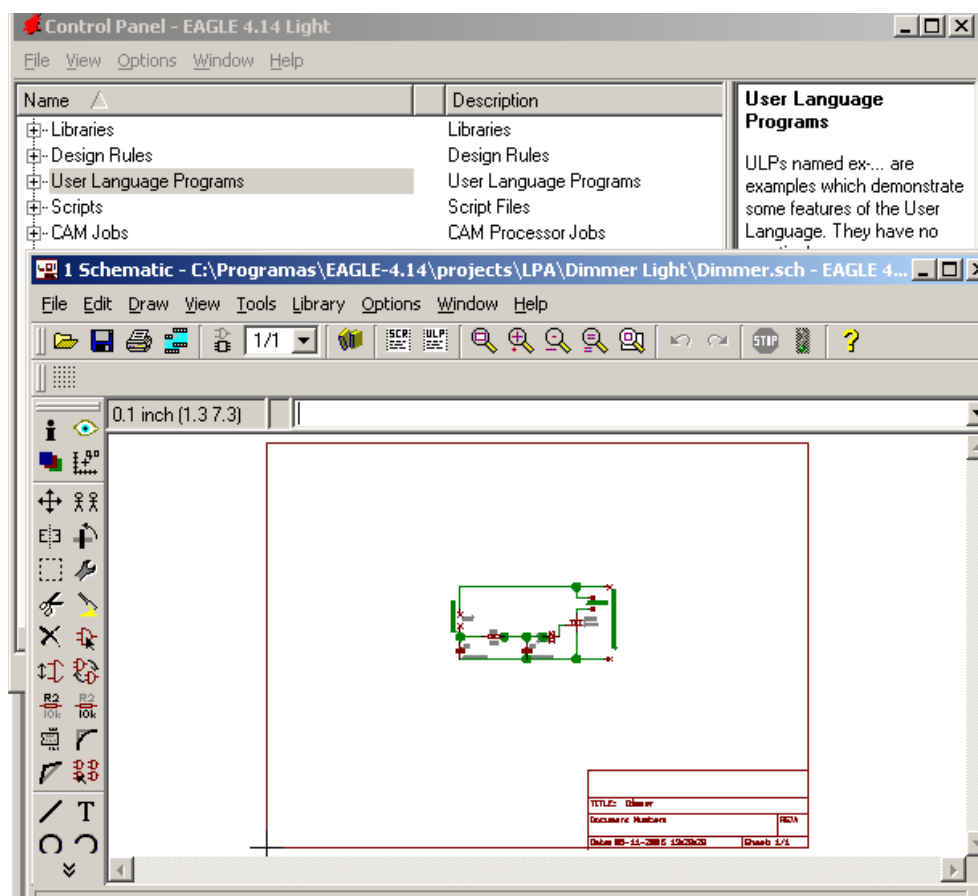 Control Panel - EAGLE 4.14 Light
File View Options Window Help
Name Description
Libraries Libraries
Design Rules Design Rules
User Language Programs User Language Programs
Scripts Script Files
CAM Jobs CAM Processor Jobs
User Language
Programs
ULPs named ex-... are
examples which demonstrate
some features of the User
Language. They have no
1 Schematic - C:\Programas\EAGLE-4.14\projects\LPA\Dimmer Light\Dimmer.sch - EAGLE 4...
File Edit Draw View Tools Library Options Window Help
1/1 SCR ULP STOP
0.1 inch (1.3 7.3)
R2 R2
10k 10k
T
TITLE: Dimmer
Document Number:
REV:
Sheet: 1/1